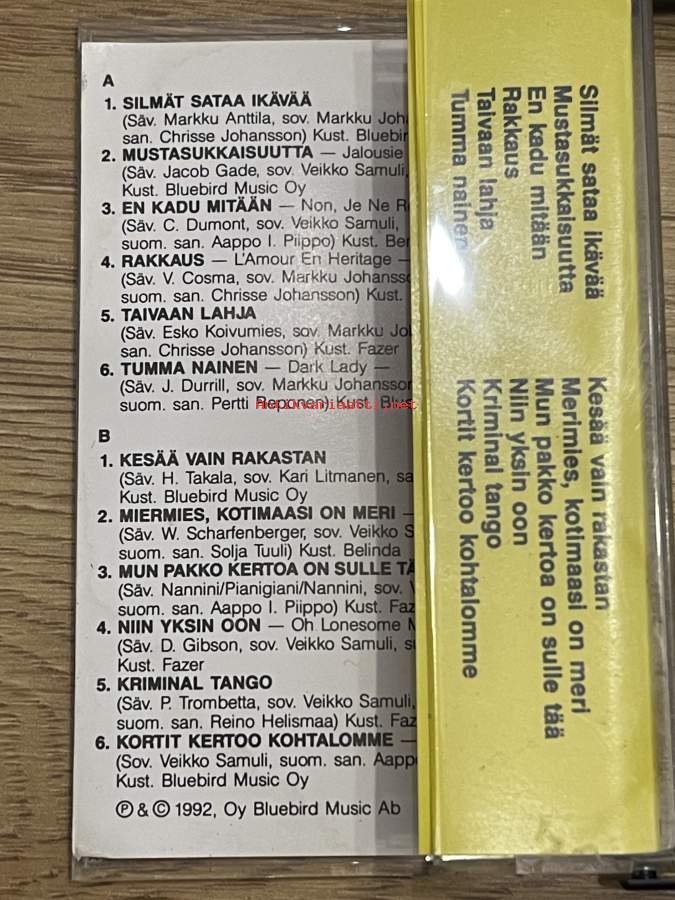 A
1. SILMÄT SATAA IKÄVÄÄ
(Säv. Markku Anttila, sov. Markku Joh
san. Chrisse Johansson) Kust. Bluebir
2. MUSTASUKKAISUUTTA — Jalousie
(Säv. Jacob Gade, sov. Veikko Samuli,
Kust. Bluebird Music Oy
3. EN KADU MITÄÄN — Non, Je Ne R
(Säv. C. Dumont, sov. Veikko Samuli,
suom. san. Aappo I. Piippo) Kust. Ber
4. RAKKAUS — L'Amour En Heritage —
(Säv. V. Cosma, sov. Markku Johansso
suom. san. Chrisse Johansson) Kust.
5. TAIVAAN LAHJA
(Säv. Esko Koivumies, sov. Markku Jo
san. Chrisse Johansson) Kust. Fazer
6. TUMMA NAINEN — Dark Lady —
(Säv. J. Durrill, sov. Markku Johansson
suom. san. Pertti Reponen) Kust. Blue
B
1. KESÄÄ VAIN RAKASTAN
(Säv. H. Takala, sov. Kari Litmanen, sa
Kust. Bluebird Music Oy
2. MIERMIES, KOTIMAASI ON MERI —
(Säv. W. Scharfenberger, sov. Veikko S
suom. san. Solja Tuuli) Kust. Belinda
3. MUN PAKKO KERTOA ON SULLE TÄ
(Säv. Nannini/Pianigiani/Nannini, sov. V
suom. san. Aappo I. Piippo) Kust. Faz
4. NIIN YKSIN OON — Oh Lonesome M
(Säv. D. Gibson, sov. Veikko Samuli, su
Kust. Fazer
5. KRIMINAL TANGO
(Säv. P. Trombetta, sov. Veikko Samuli,
suom. san. Reino Helismaa) Kust. Faz
6. KORTIT KERTOO KOHTALOMME —
(Sov. Veikko Samuli, suom. san. Aapp
Kust. Bluebird Music Oy
Ⓟ & © 1992, Oy Bluebird Music Ab
Silmät sataa ikävää
Mustasukkaisuutta
En kadu mitään
Rakkaus
Taivaan lahja
Tumma nainen
Kesää vain rakastan
Merimies, kotimaasi on meri
Mun pakko kertoa on sulle tää
Niin yksin oon
Kriminal tango
Kortit kertoo kohtalomme